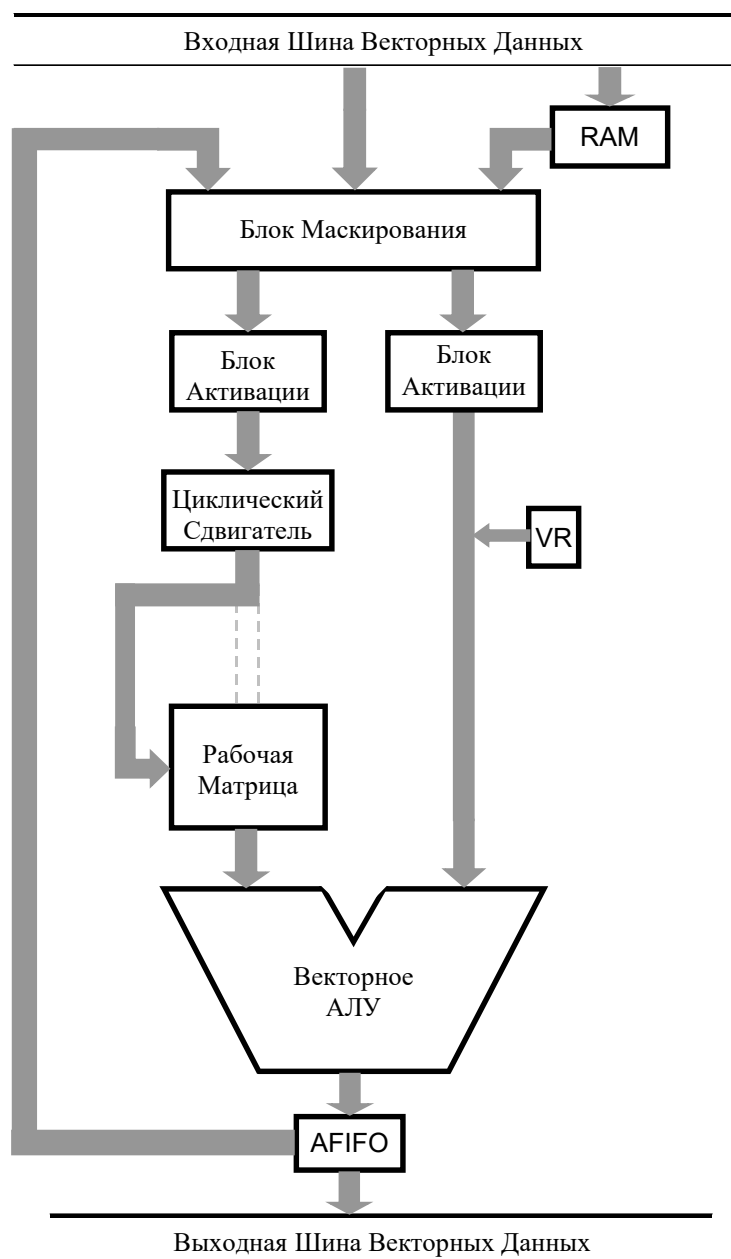 Входная Шина Векторных Данных
RAM
Блок Маскирования
Блок
Активации
Блок
Активации
Циклический
Сдвигатель
VR
Рабочая
Матрица
Векторное
АЛУ
AFIFO
Выходная Шина Векторных Данных